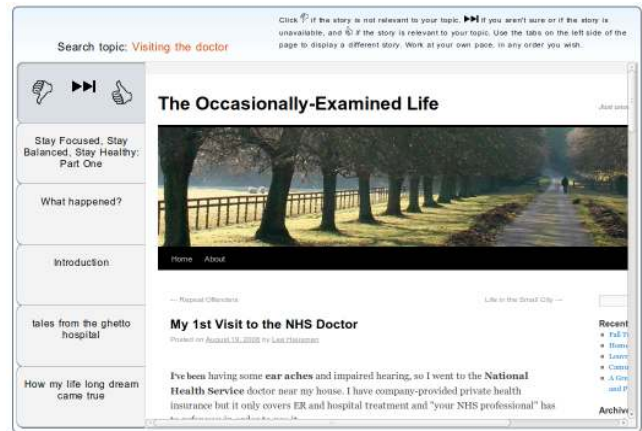 Click if the story is not relevant to your topic, if you aren't sure or if the story is
unavailable, and if the story is relevant to your topic. Use the tabs on the left side of the
page to display a different story. Work at your own pace, in any order you wish.
Search topic: Visiting the doctor
Stay Focused, Stay
Balanced, Stay Healthy:
Part One
What happened?
Introduction
tales from the ghetto
hospital
How my life long dream
came true
The Occasionally-Examined Life
Just
Home About
← Repeat Offenders
Life in the Small City →
My 1st Visit to the NHS Doctor
Posted on August 19, 2008 by
I've been having some ear aches and impaired hearing, so I went to the National
Health Service doctor near my house. I have company-provided private health
insurance but it only covers ER and hospital treatment and "your NHS professional" has
Recent
Archive